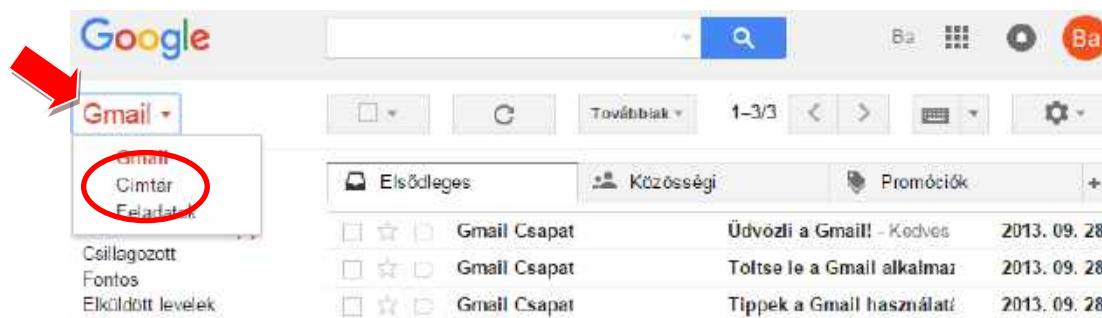 Google
Ba
Ba
Gmail
Továbbiak
1–3/3
Gmail
Címtár
Feladatok
Elsődleges
Közösségi
Promóciók
Gmail Csapat
Üdvözli a Gmail! - Kedves
2013. 09. 28
Csillagozott
Gmail Csapat
Töltse le a Gmail alkalmaz
2013. 09. 28
Fontos
Elküldött levelek
Gmail Csapat
Tippek a Gmail használatá
2013. 09. 28